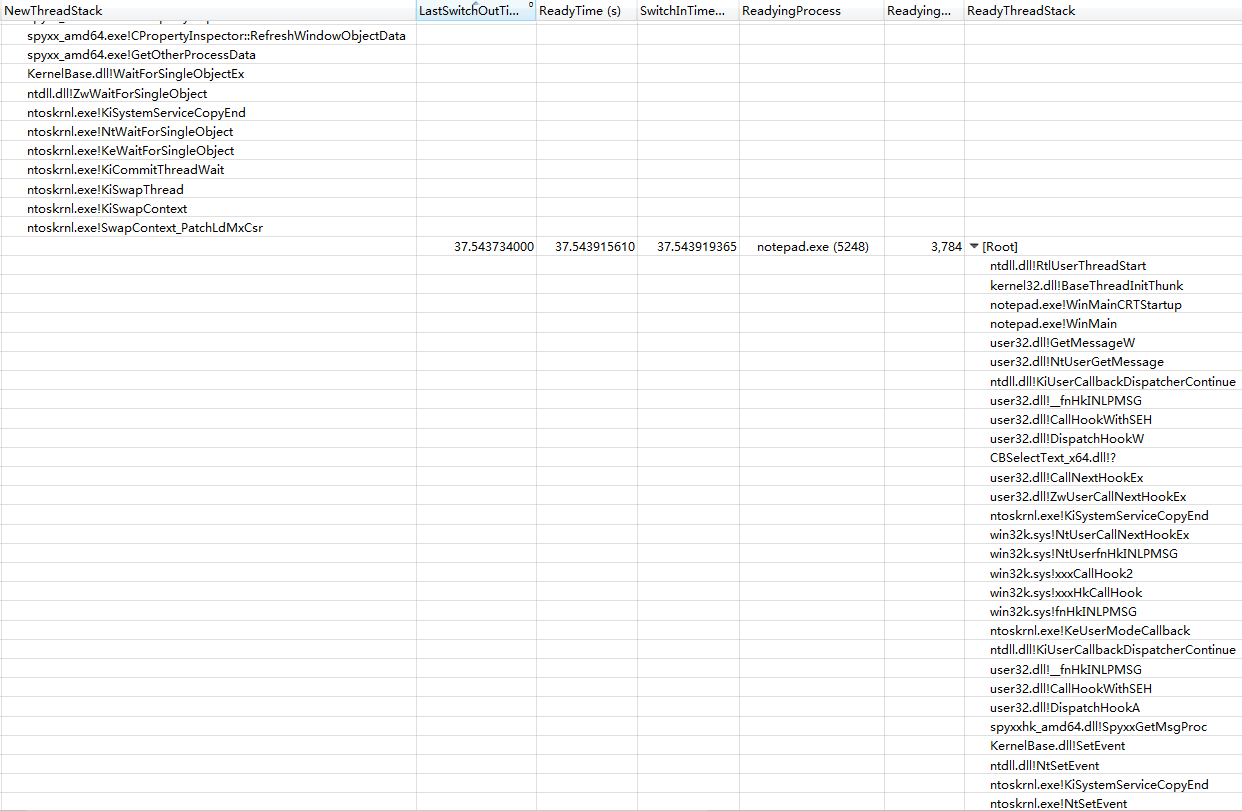 NewThreadStack LastSwitchOutTi... 0 ReadyTime (s) SwitchInTime... ReadyingProcess Readying... ReadyThreadStack
spyxx_amd64.exe!CPropertyInspector::RefreshWindowObjectData
spyxx_amd64.exe!GetOtherProcessData
KernelBase.dll!WaitForSingleObjectEx
ntdll.dll!ZwWaitForSingleObject
ntoskrnl.exe!KiSystemServiceCopyEnd
ntoskrnl.exe!NtWaitForSingleObject
ntoskrnl.exe!KeWaitForSingleObject
ntoskrnl.exe!KiCommitThreadWait
ntoskrnl.exe!KiSwapThread
ntoskrnl.exe!KiSwapContext
ntoskrnl.exe!SwapContext_PatchLdMxCsr
37.543734000 37.543915610 37.543919365 notepad.exe (5248) 3,784 [Root]
ntdll.dll!RtlUserThreadStart
kernel32.dll!BaseThreadInitThunk
notepad.exe!WinMainCRTStartup
notepad.exe!WinMain
user32.dll!GetMessageW
user32.dll!NtUserGetMessage
ntdll.dll!KiUserCallbackDispatcherContinue
user32.dll!__fnHkINLPMSG
user32.dll!CallHookWithSEH
user32.dll!DispatchHookW
CBSelectText_x64.dll!?
user32.dll!CallNextHookEx
user32.dll!ZwUserCallNextHookEx
ntoskrnl.exe!KiSystemServiceCopyEnd
win32k.sys!NtUserCallNextHookEx
win32k.sys!NtUserfnHkINLPMSG
win32k.sys!xxxCallHook2
win32k.sys!xxxHkCallHook
win32k.sys!fnHkINLPMSG
ntoskrnl.exe!KeUserModeCallback
ntdll.dll!KiUserCallbackDispatcherContinue
user32.dll!__fnHkINLPMSG
user32.dll!CallHookWithSEH
user32.dll!DispatchHookA
spyxxhk_amd64.dll!SpyxxGetMsgProc
KernelBase.dll!SetEvent
ntdll.dll!NtSetEvent
ntoskrnl.exe!KiSystemServiceCopyEnd
ntoskrnl.exe!NtSetEvent